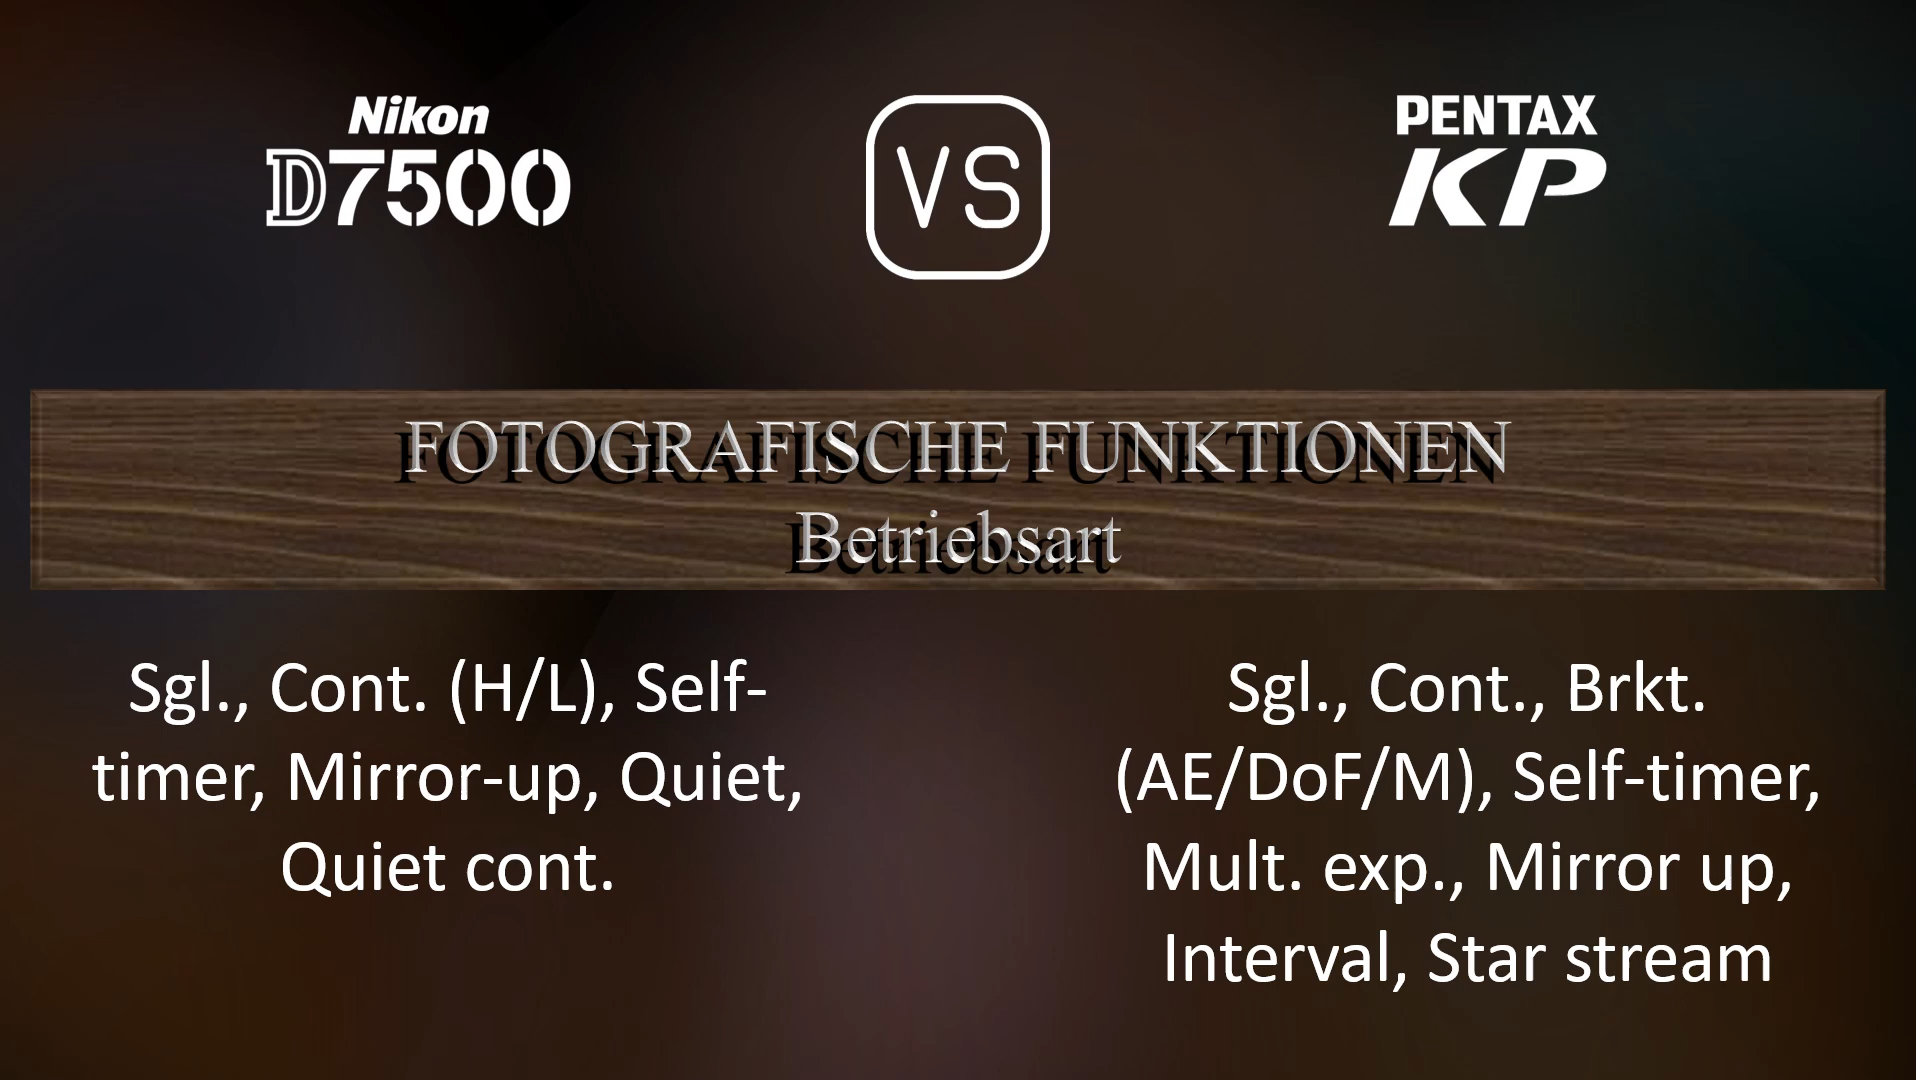 Nikon
D7500
VS
PENTAX
KP
FOTOGRAFISCHE FUNKTIONEN
Betriebsart
Sgl., Cont. (H/L), Self-
timer, Mirror-up, Quiet,
Quiet cont.
Sgl., Cont., Brkt.
(AE/DoF/M), Self-timer,
Mult. exp., Mirror up,
Interval, Star stream